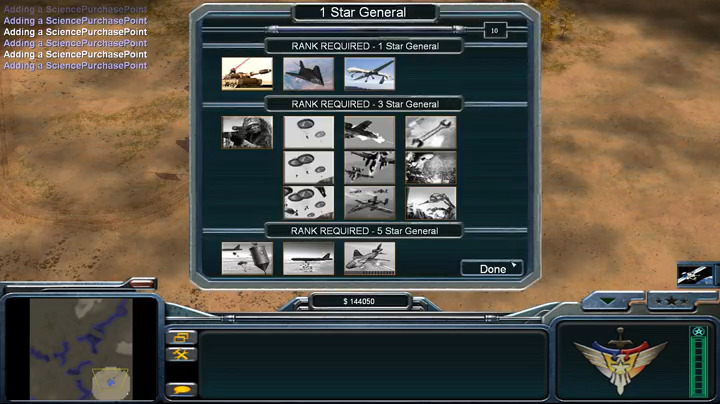 Adding a SciencePurchasePoint
Adding a SciencePurchasePoint
Adding a SciencePurchasePoint
Adding a SciencePurchasePoint
Adding a SciencePurchasePoint
Adding a SciencePurchasePoint
1 Star General
10
RANK REQUIRED - 1 Star General
RANK REQUIRED - 3 Star General
RANK REQUIRED - 5 Star General
Done
$ 144050